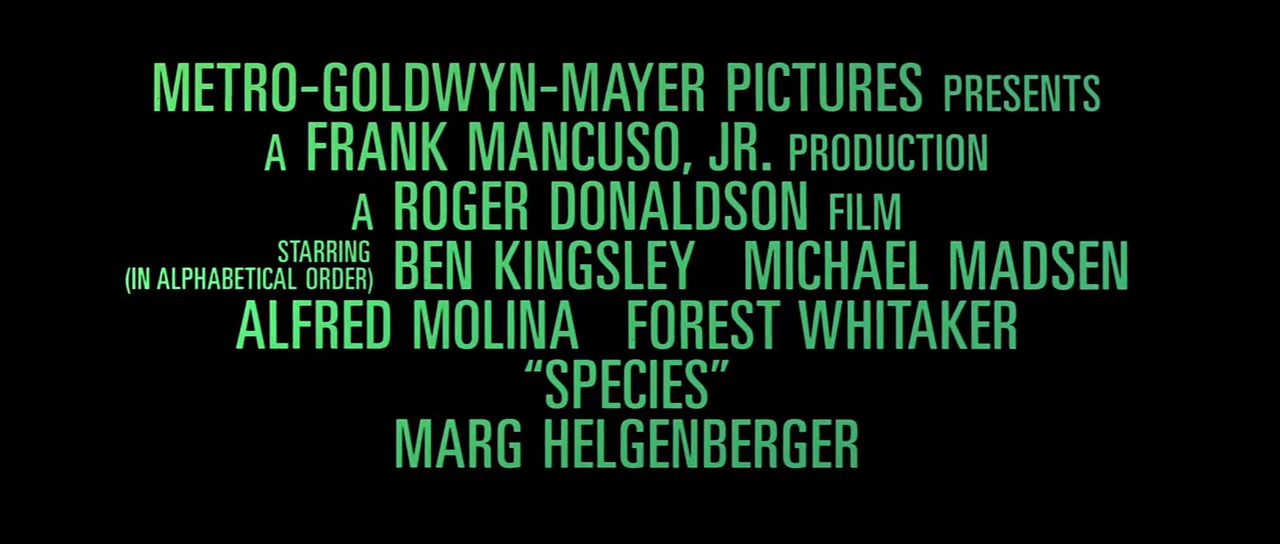 METRO-GOLDWYN-MAYER PICTURES PRESENTS
A FRANK MANCUSO, JR. PRODUCTION
A ROGER DONALDSON FILM
STARRING
(IN ALPHABETICAL ORDER) BEN KINGSLEY MICHAEL MADSEN
ALFRED MOLINA FOREST WHITAKER
“SPECIES”
MARG HELGENBERGER